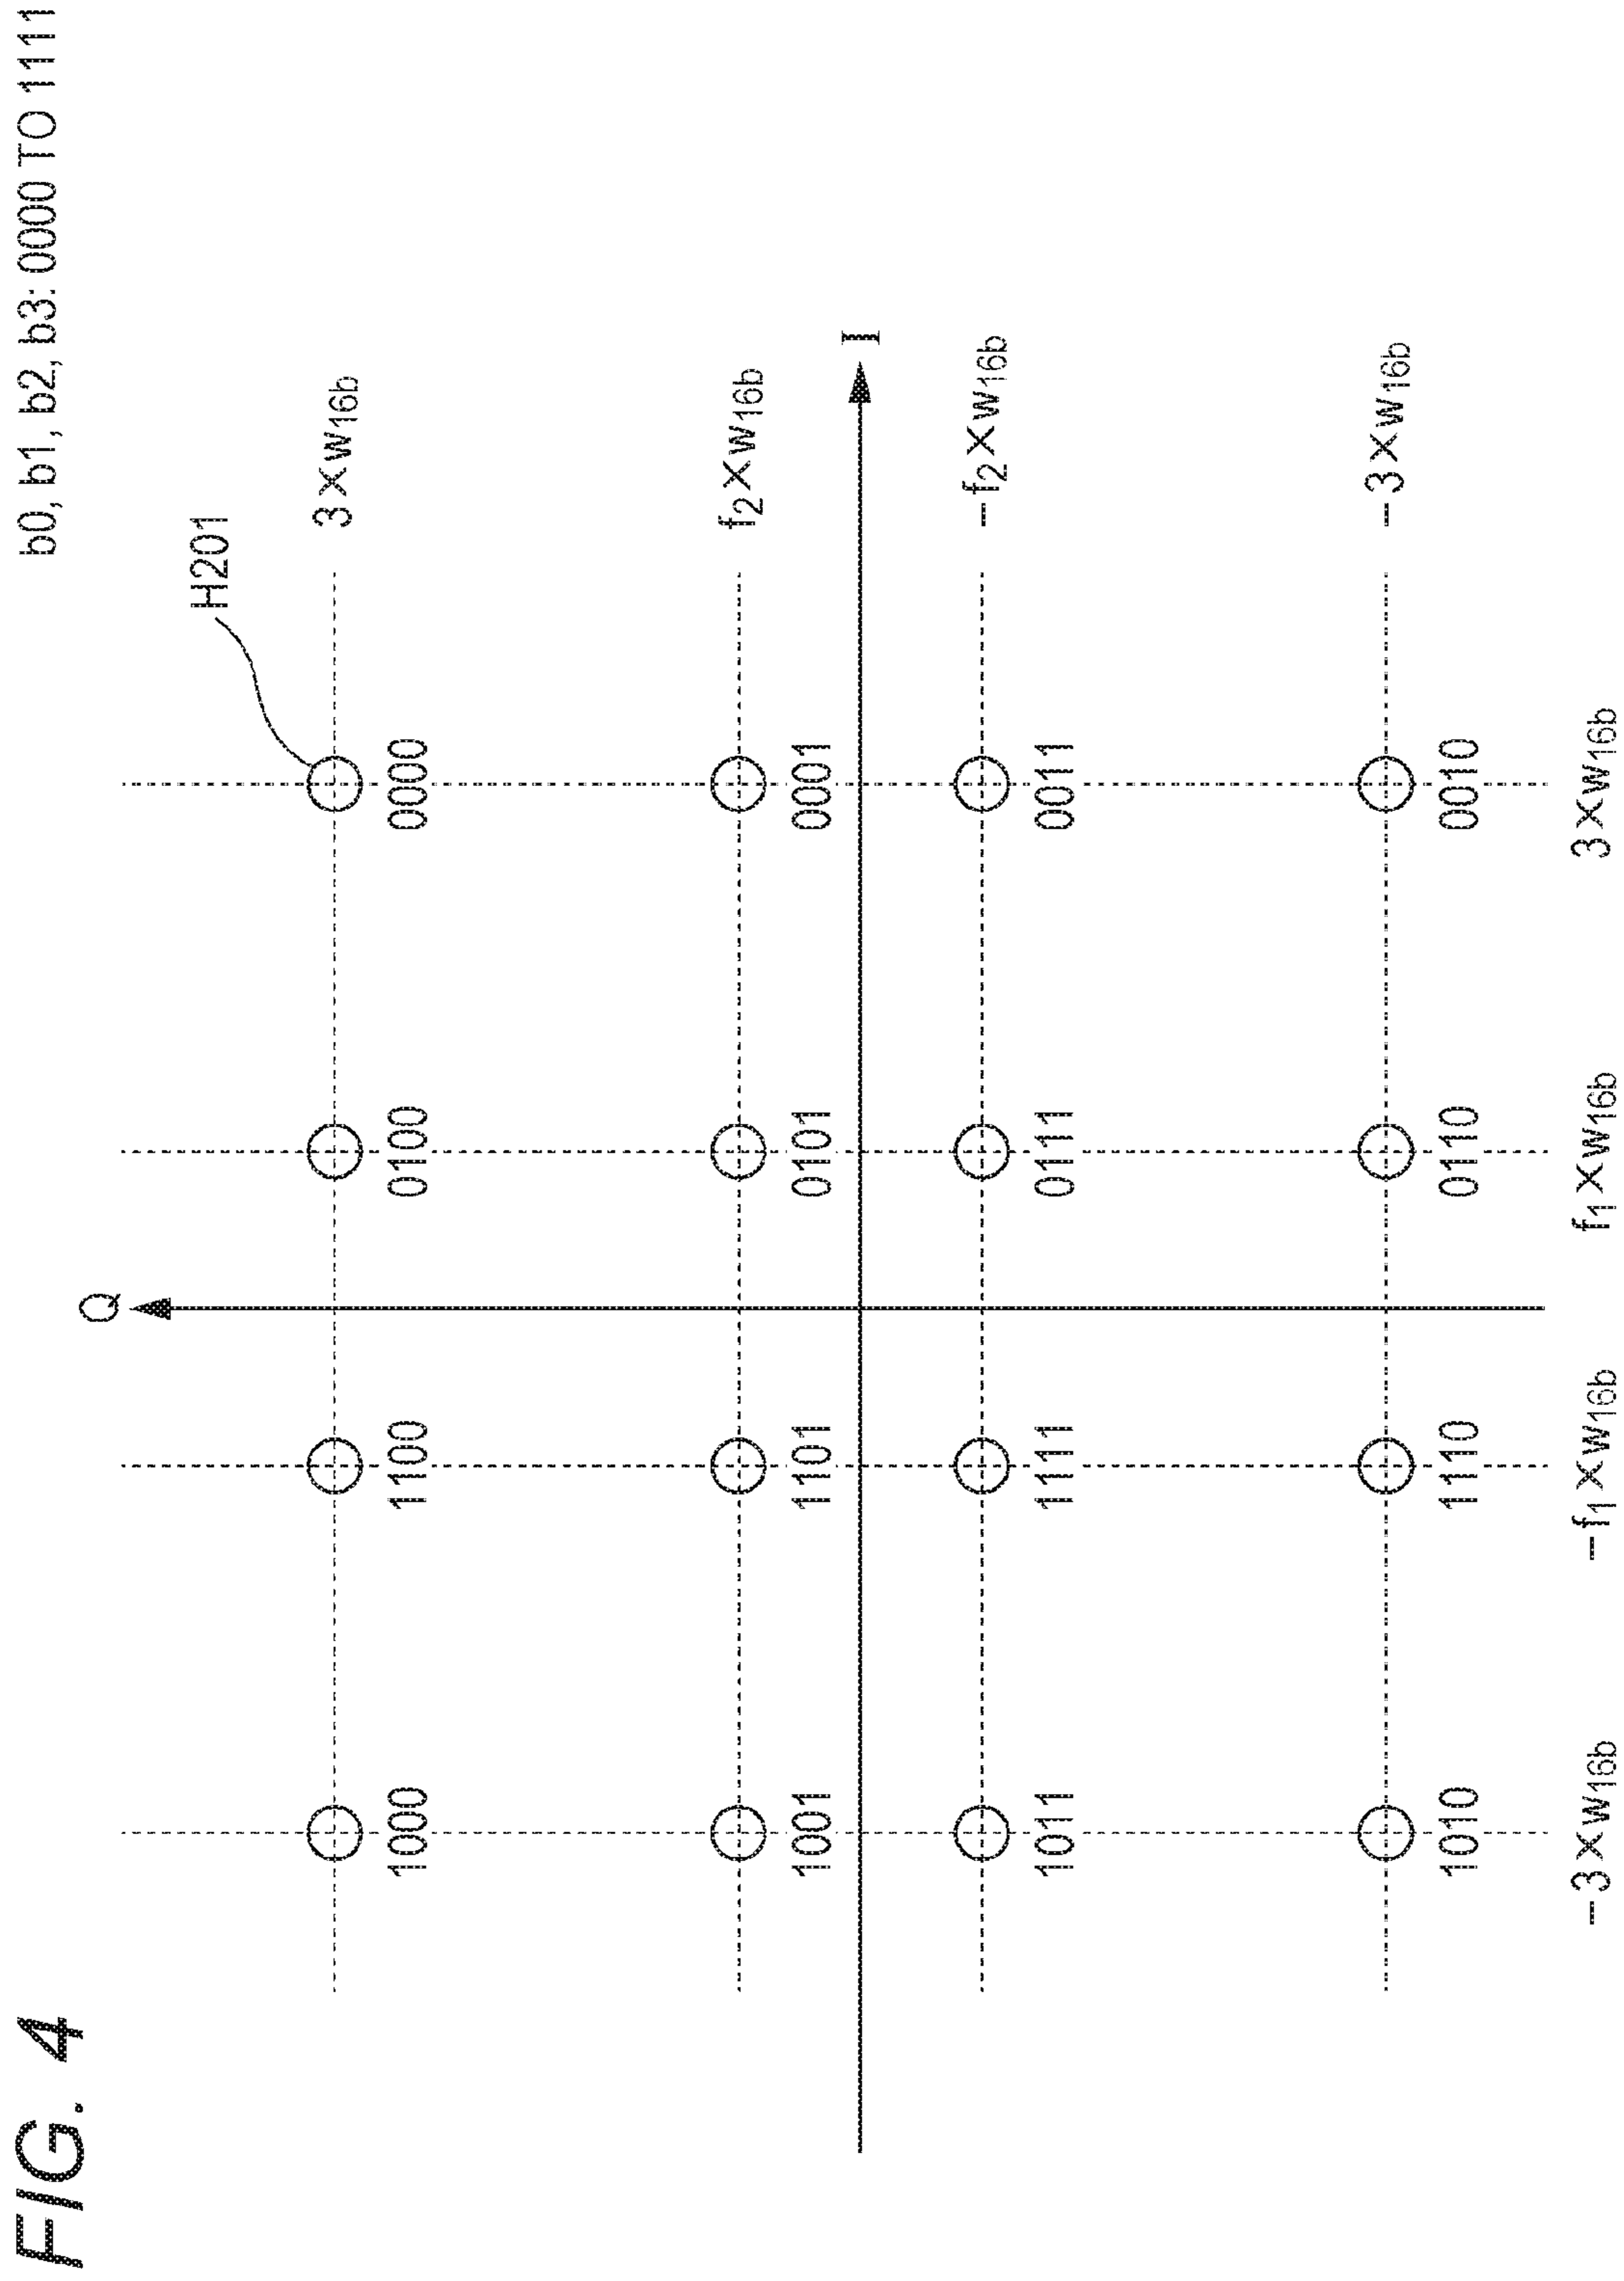 FIG. 4
b0, b1, b2, b3: 0000 TO 1111
Q
H201
1000 1100 0100 0000
3×w16b
1001 1101 0101 0001
f2×w16b
I
1011 1111 0111 0011
−f2×w16b
1010 1110 0110 0010
−3×w16b
−3×w16b −f1×w16b f1×w16b 3×w16b